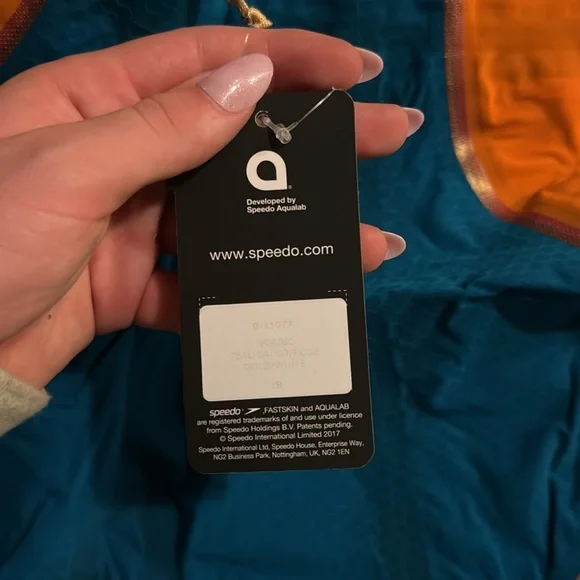 Developed by
Speedo Aqualab
www.speedo.com
speedo FASTSKIN and AQUALAB
are registered trademarks of and use under licence
from Speedo Holdings B.V. Patents pending.
© Speedo International Limited 2017
Speedo International Ltd, Speedo House, Enterprise Way,
NG2 Business Park, Nottingham, UK, NG2 1EN